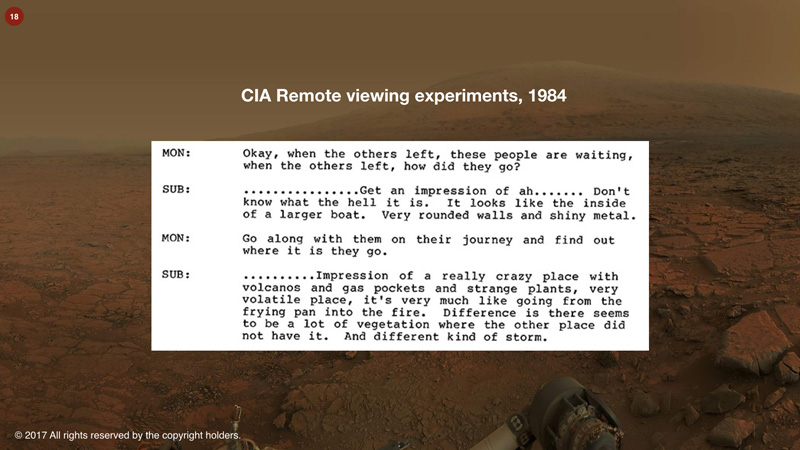 18
CIA Remote viewing experiments, 1984
MON: Okay, when the others left, these people are waiting,
when the others left, how did they go?
SUB: ................Get an impression of ah....... Don't
know what the hell it is. It looks like the inside
of a larger boat. Very rounded walls and shiny metal.
MON: Go along with them on their journey and find out
where it is they go.
SUB: ..........Impression of a really crazy place with
volcanos and gas pockets and strange plants, very
volatile place, it's very much like going from the
frying pan into the fire. Difference is there seems
to be a lot of vegetation where the other place did
not have it. And different kind of storm.
© 2017 All rights reserved by the copyright holders.